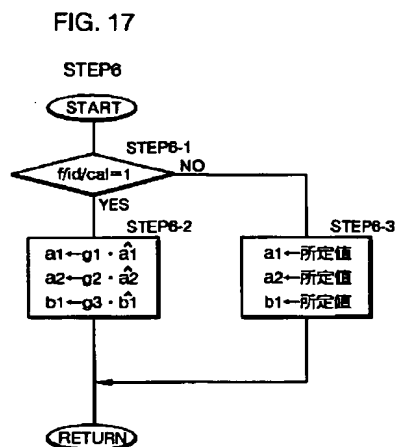 FIG. 17
STEP6
START
STEP6-1
f/id/cal=1
NO
YES
STEP6-2
a1←g1・â1
a2←g2・â2
b1←g3・b̂1
STEP6-3
a1←所定値
a2←所定値
b1←所定値
RETURN